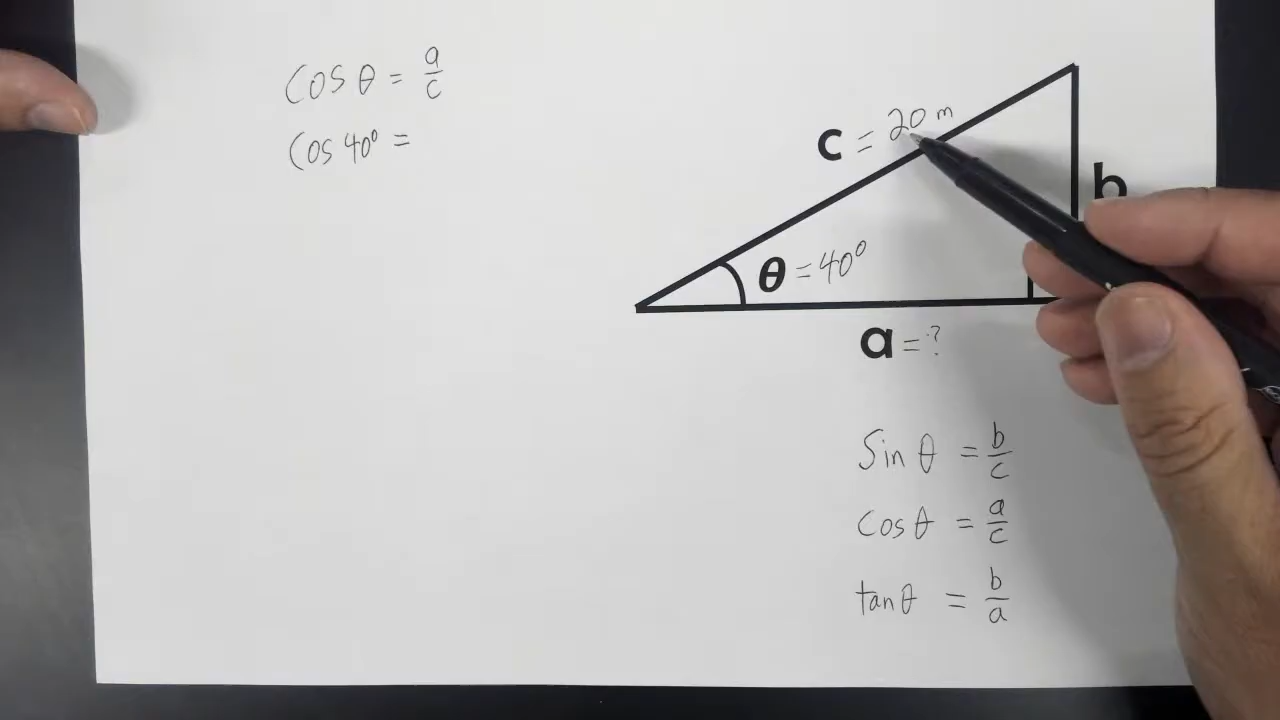 cos θ = a/c
cos 40° =
c = 20 m
b
θ = 40°
a = ?
Sin θ = b/c
cos θ = a/c
tan θ = b/a